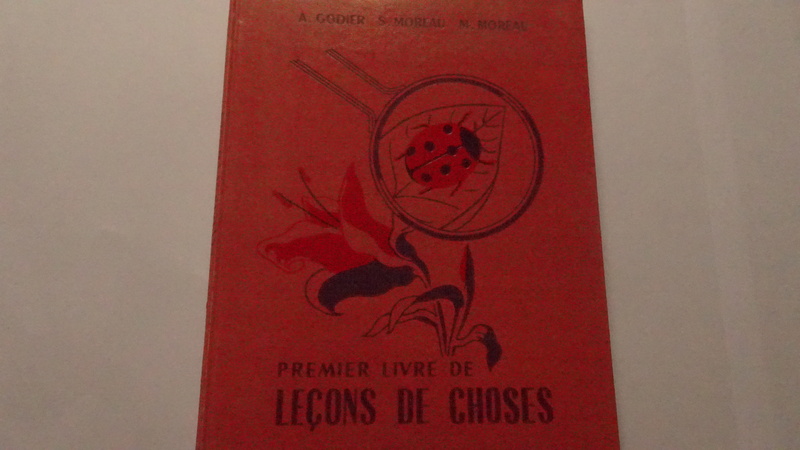 A. GODIER S. MOREAU M. MOREAU
PREMIER LIVRE DE
LEÇONS DE CHOSES